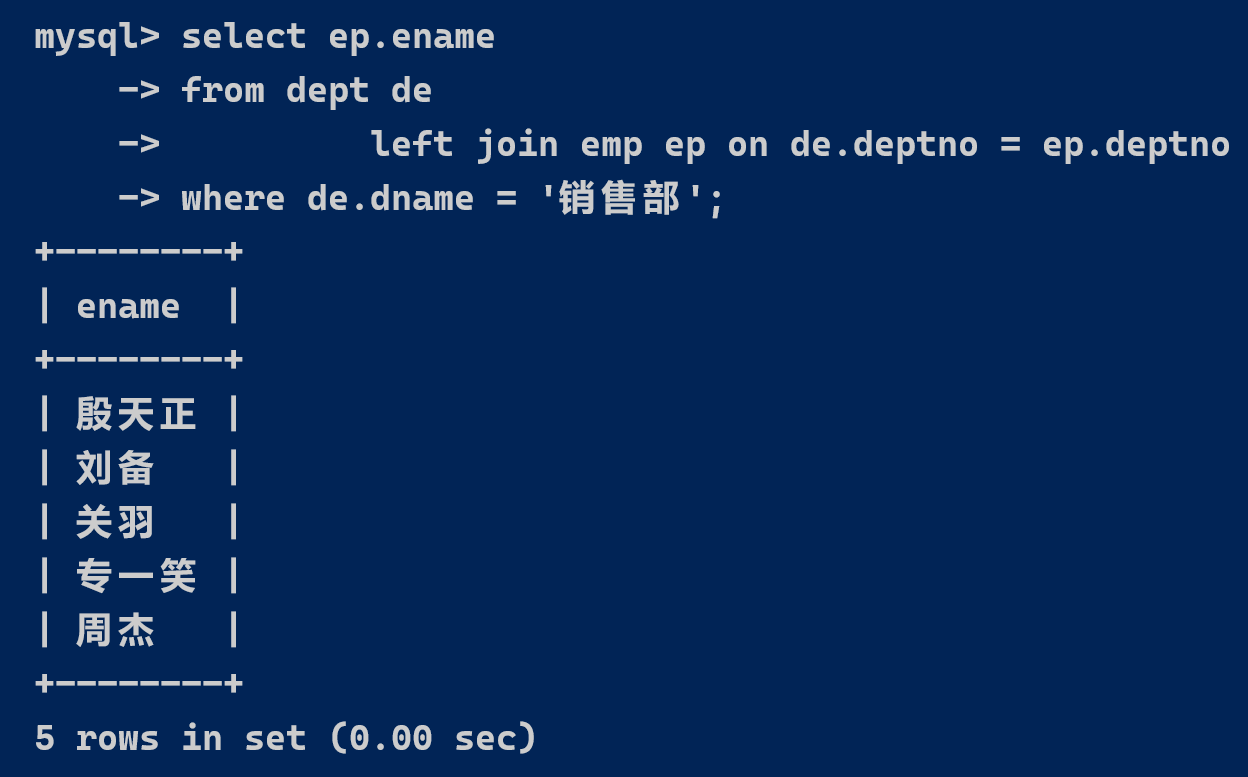 mysql> select ep.ename
    -> from dept de
    ->          left join emp ep on de.deptno = ep.deptno
    -> where de.dname = '销售部';
+--------+
| ename  |
+--------+
| 殷天正 |
| 刘备   |
| 关羽   |
| 专一笑 |
| 周杰   |
+--------+
5 rows in set (0.00 sec)